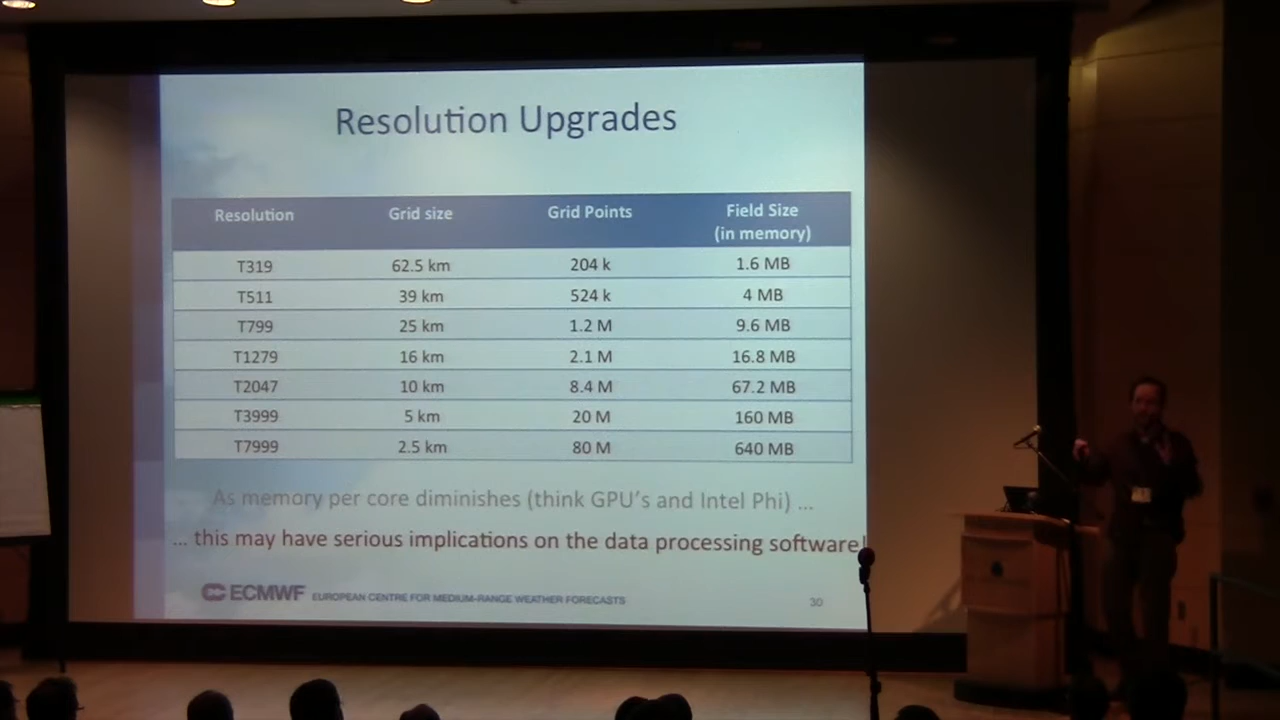 Resolution Upgrades
Resolution Grid size Grid Points Field Size (in memory)
T319 62.5 km 204 k 1.6 MB
T511 39 km 524 k 4 MB
T799 25 km 1.2 M 9.6 MB
T1279 16 km 2.1 M 16.8 MB
T2047 10 km 8.4 M 67.2 MB
T3999 5 km 20 M 160 MB
T7999 2.5 km 80 M 640 MB
As memory per core diminishes (think GPU's and Intel Phi) ...
... this may have serious implications on the data processing software!
ECMWF EUROPEAN CENTRE FOR MEDIUM-RANGE WEATHER FORECASTS 30